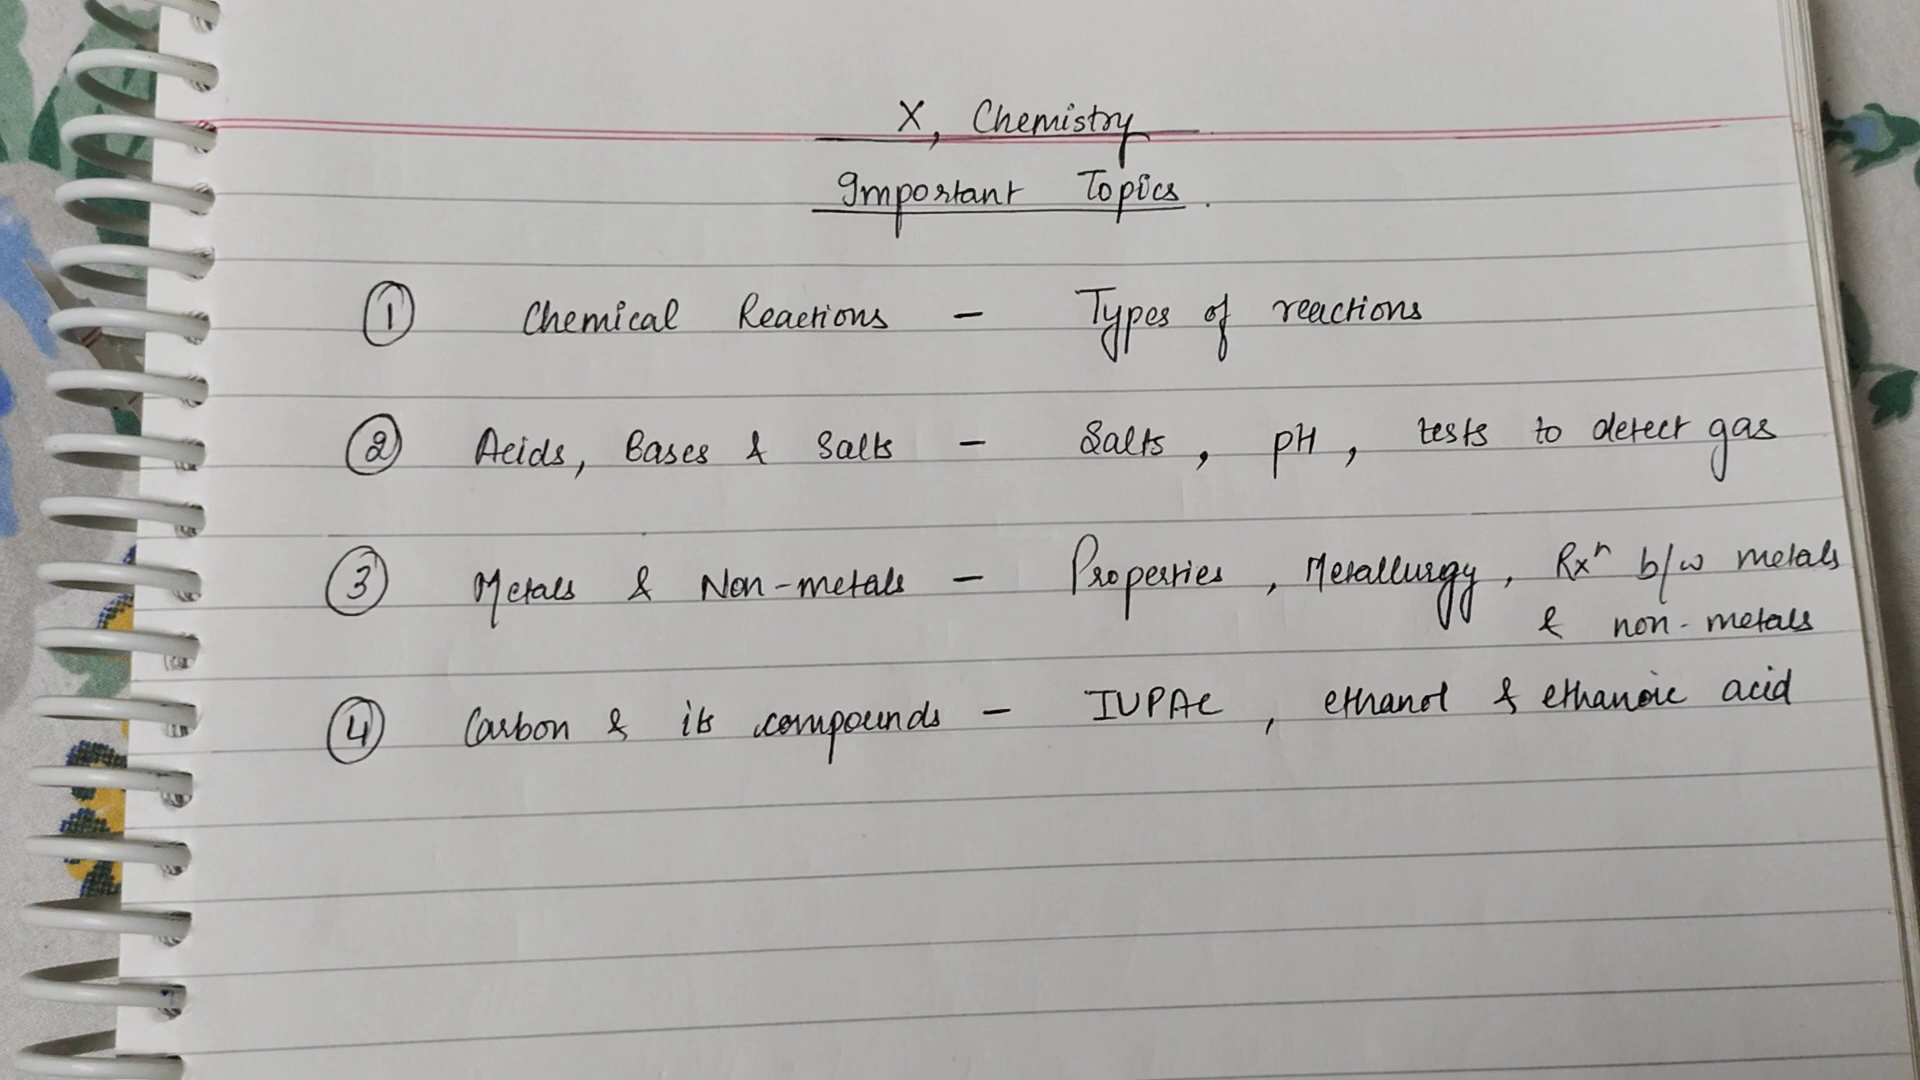 X, Chemistry
Important Topics.
① Chemical Reactions - Types of reactions
② Acids, Bases & Salts - Salts, pH, tests to detect gas
③ Metals & Non-metals - Properties, Metallurgy, Rxⁿ b/w metals
& non-metals
④ Carbon & its compounds - IUPAC, ethanol & ethanoic acid